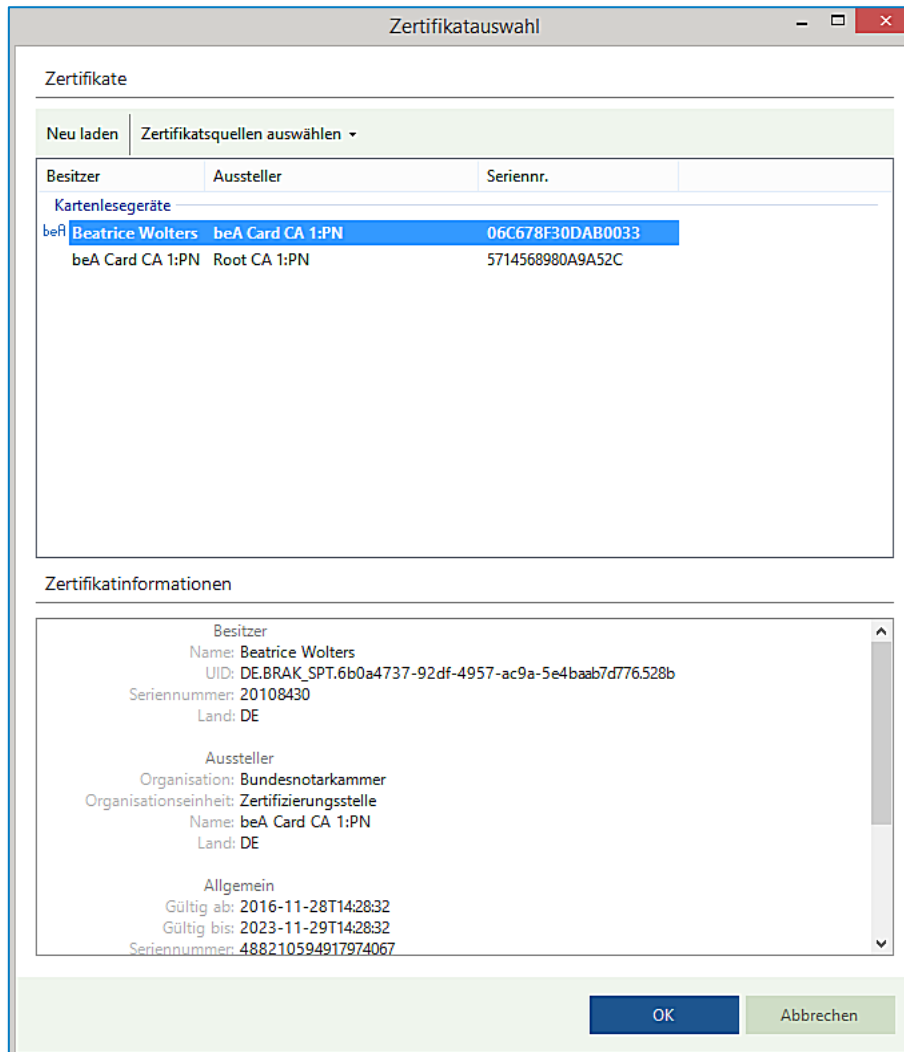 Zertifikatauswahl
Zertifikate
Neu laden Zertifikatsquellen auswählen
Besitzer Aussteller Seriennr.
Kartenlesegeräte
beA Beatrice Wolters beA Card CA 1:PN 06C678F30DAB0033
beA Card CA 1:PN Root CA 1:PN 5714568980A9A52C
Zertifikatinformationen
Besitzer
Name: Beatrice Wolters
UID: DE.BRAK_SPT.6b0a4737-92df-4957-ac9a-5e4baab7d776.528b
Seriennummer: 20108430
Land: DE
Aussteller
Organisation: Bundesnotarkammer
Organisationseinheit: Zertifizierungsstelle
Name: beA Card CA 1:PN
Land: DE
Allgemein
Gültig ab: 2016-11-28T14:28:32
Gültig bis: 2023-11-29T14:28:32
Seriennummer: 488210594917974067
OK Abbrechen